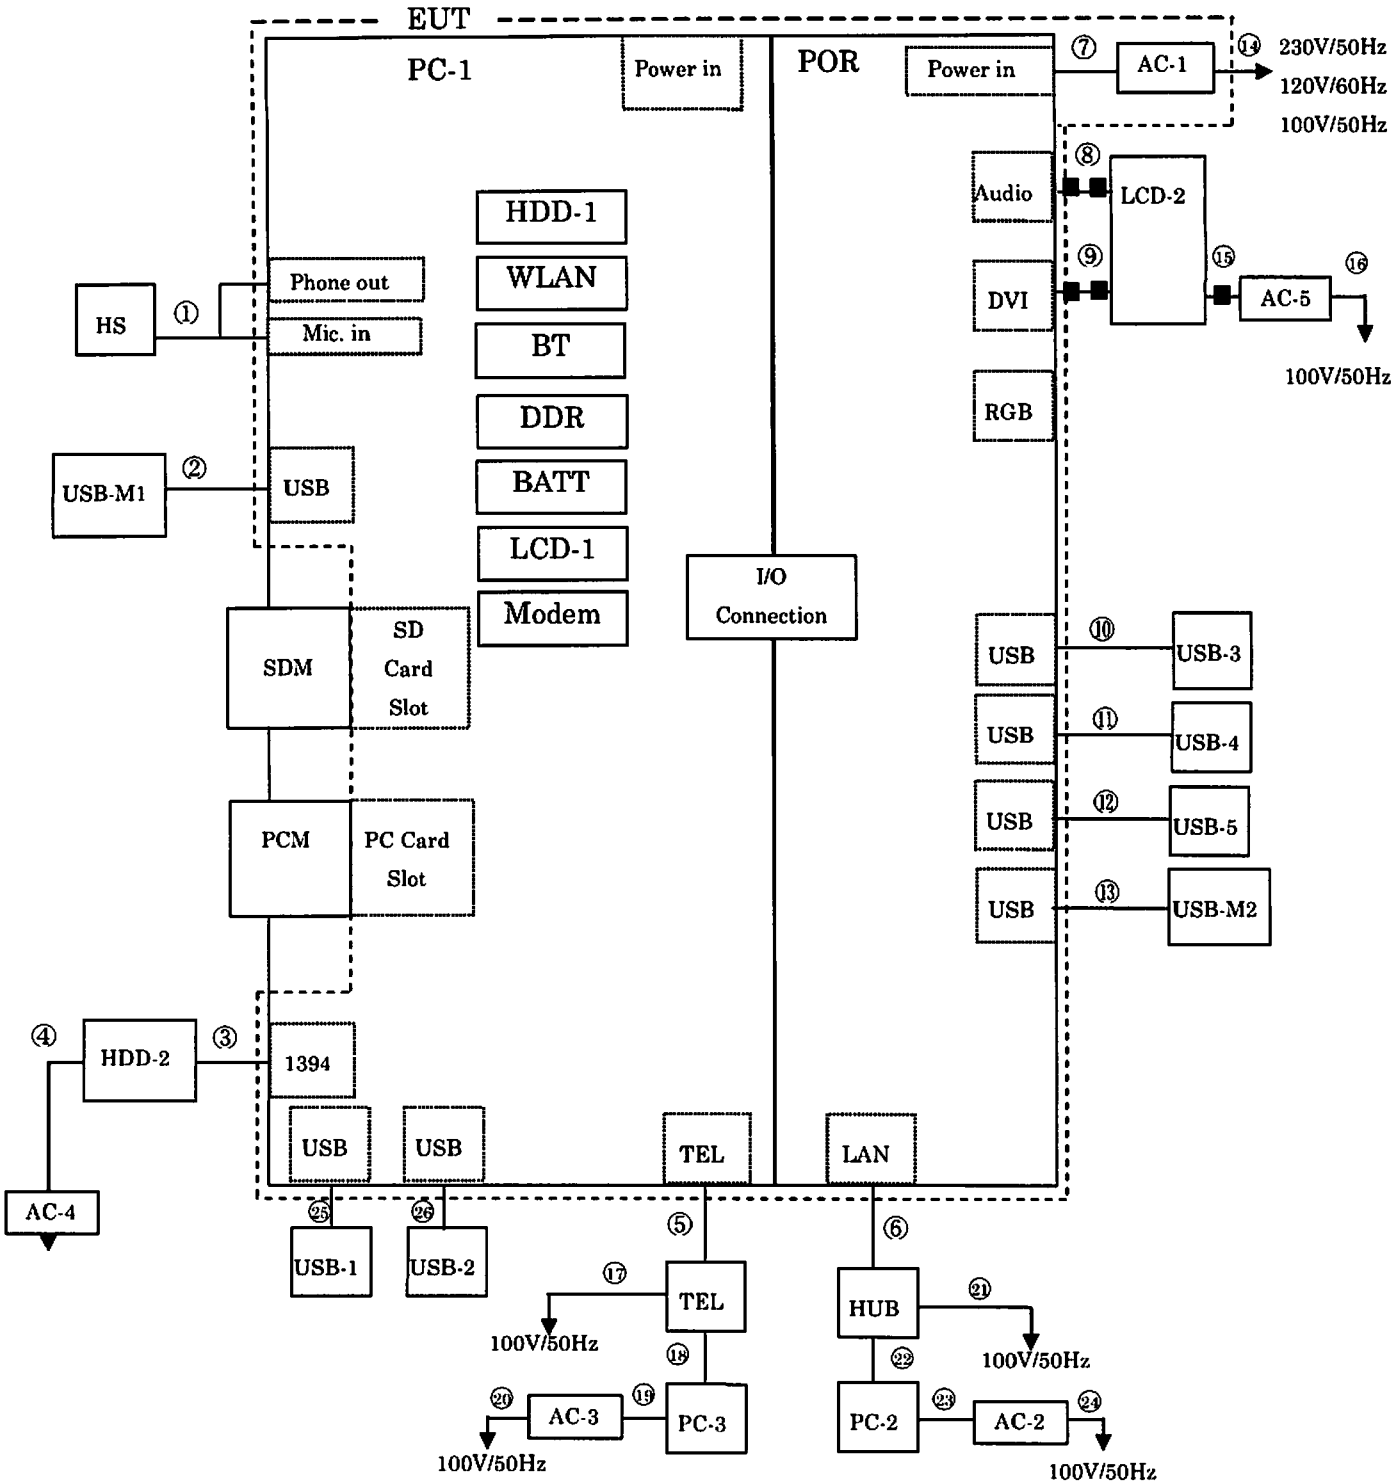 EUT
PC-1
Power in
POR
Power in
⑦
AC-1
⑭
230V/50Hz
120V/60Hz
100V/50Hz
HDD-1
WLAN
BT
DDR
BATT
LCD-1
Modem
Audio
⑧
LCD-2
DVI
⑨
⑮
AC-5
⑯
100V/50Hz
RGB
HS
①
Phone out
Mic. in
USB-M1
②
USB
I/O
Connection
SDM
SD
Card
Slot
PCM
PC Card
Slot
USB
⑩
USB-3
USB
⑪
USB-4
USB
⑫
USB-5
USB
⑬
USB-M2
④
HDD-2
③
1394
AC-4
USB
USB
TEL
LAN
㉕
USB-1
㉖
USB-2
⑤
⑥
⑰
TEL
100V/50Hz
HUB
㉑
100V/50Hz
⑱
㉒
⑳
AC-3
⑲
PC-3
100V/50Hz
PC-2
㉓
AC-2
㉔
100V/50Hz